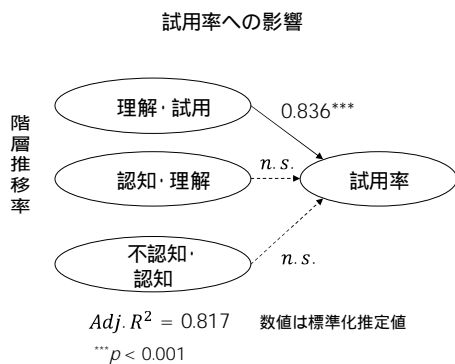 試用率への影響
階層推移率
理解・試用
0.836***
認知・理解
n.s.
試用率
不認知・
認知
n.s.
Adj. R² = 0.817 数値は標準化推定値
***p < 0.001